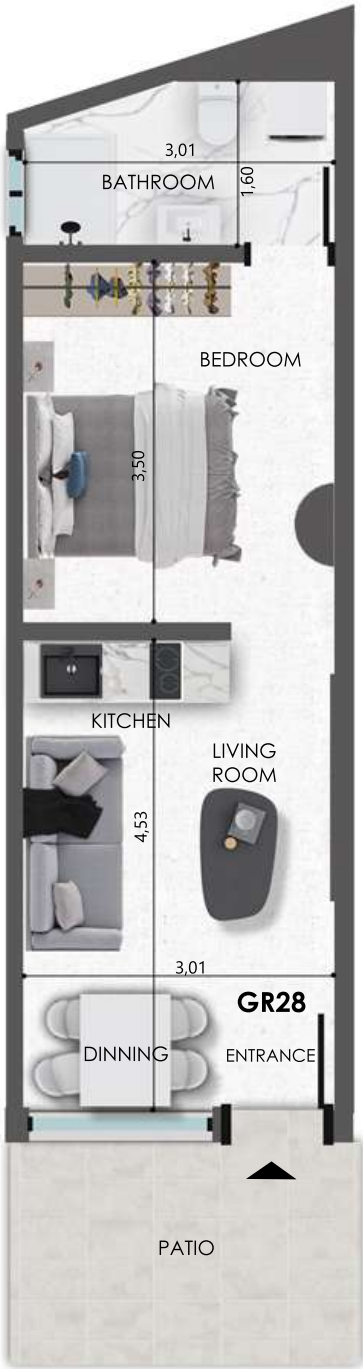 3,01
BATHROOM
1,60
BEDROOM
3,50
KITCHEN
LIVING
ROOM
4,53
3,01
GR28
DINNING
ENTRANCE
PATIO